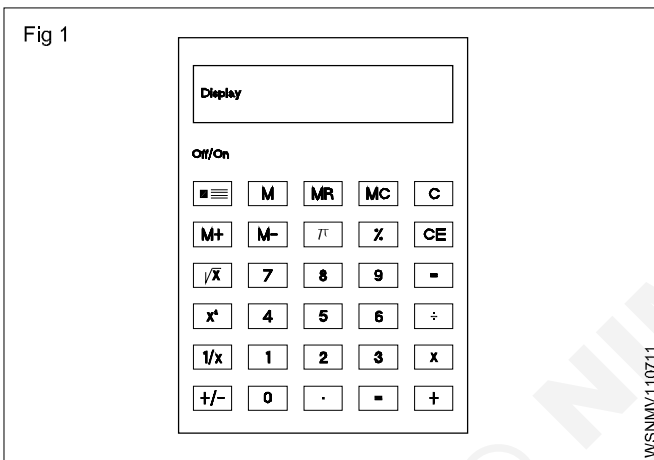 Fig 1
Display
Off/On
M MR MC C
M+ M- π % CE
√x 7 8 9 -
4 5 6 ÷
1/x 1 2 3 x
+/- 0 . = +
WSNMV110711
© NI